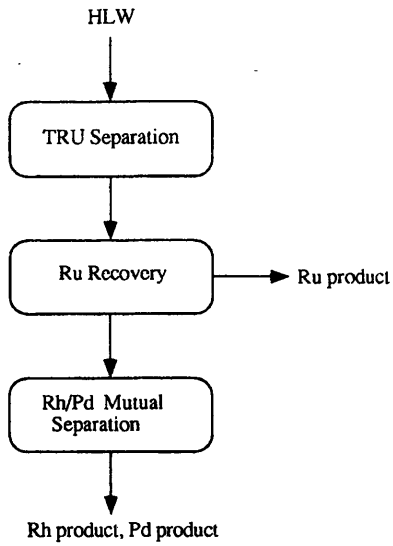 HLW
TRU Separation
Ru Recovery
Ru product
Rh/Pd Mutual
Separation
Rh product, Pd product